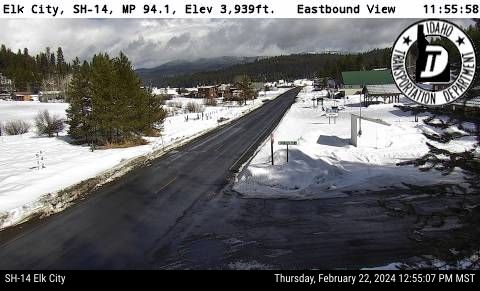 Elk City, SH-14, MP 94.1, Elev 3,939ft. Eastbound View 11:55:58
IDAHO
TRANSPORTATION DEPARTMENT
SH-14 Elk City Thursday, February 22, 2024 12:55:07 PM MST